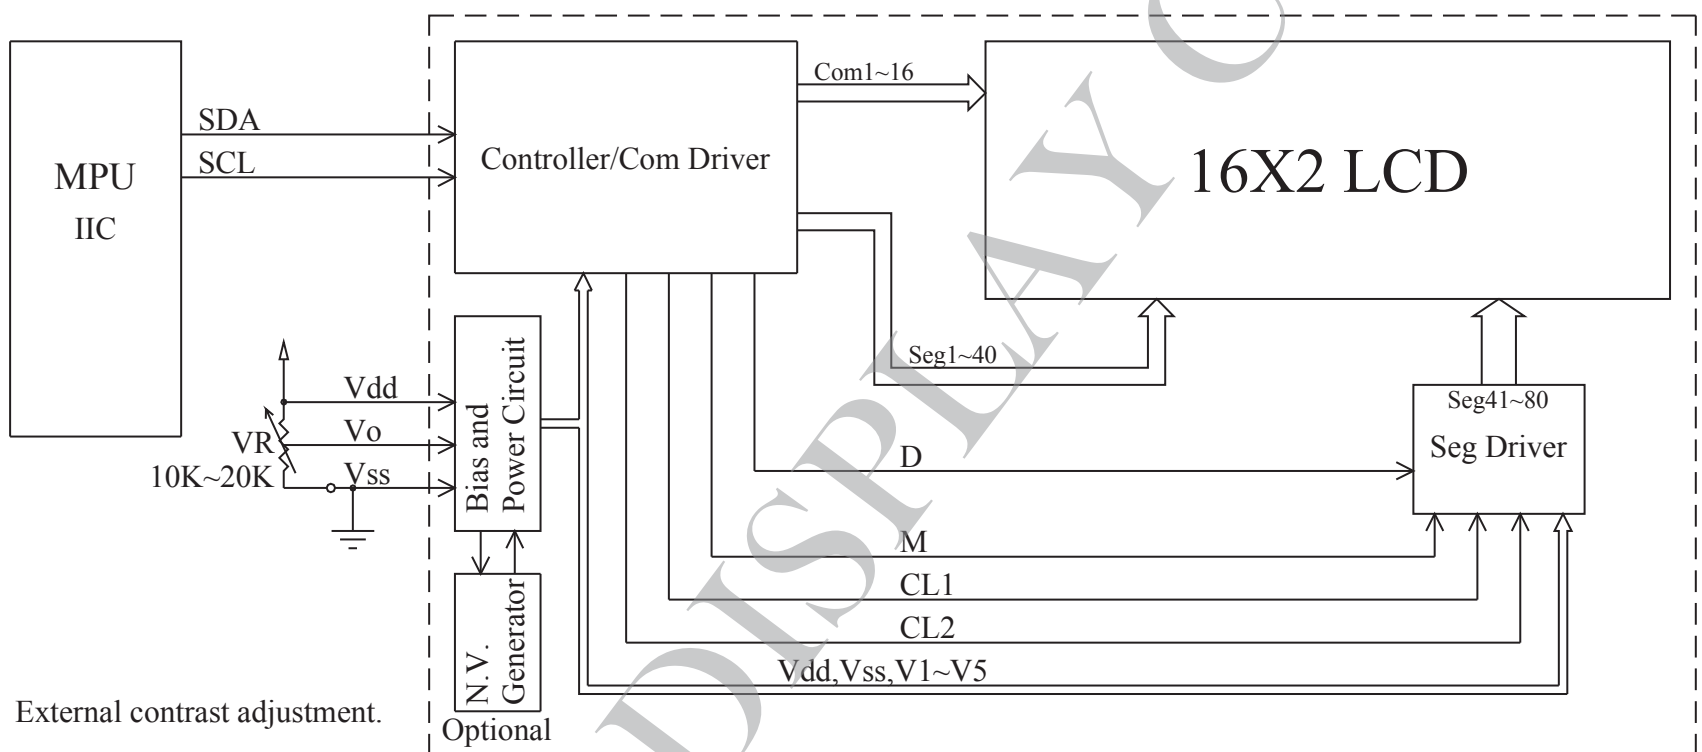 MPU
IIC
SDA
SCL
Controller/Com Driver
Com1~16
16X2 LCD
Seg1~40
Seg41~80
Seg Driver
Vdd
Vo
Vss
VR
10K~20K
Bias and
Power Circuit
N.V.
Generator
Optional
D
M
CL1
CL2
Vdd,Vss,V1~V5
External contrast adjustment.
DISPLAY